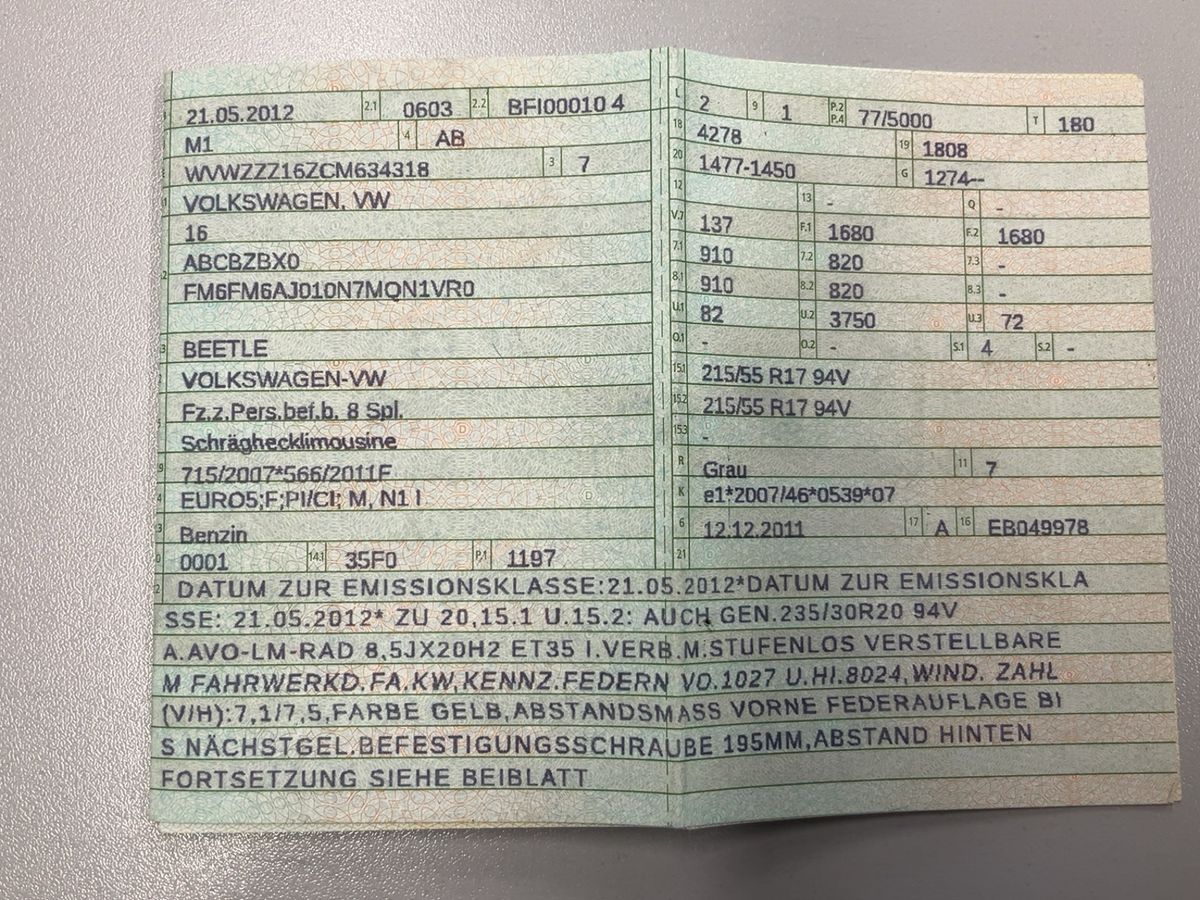 21.05.2012 2.1 0603 2.2 BFI00010 4
M1 4 AB
WVWZZZ16ZCM634318 3 7
VOLKSWAGEN, VW
16
ABCBZBX0
FM6FM6AJ010N7MQN1VR0
BEETLE
VOLKSWAGEN-VW
Fz.z.Pers.bef.b. 8 Spl.
Schräghecklimousine
715/2007*566/2011F
EURO5;F;PI/CI; M, N1 I
Benzin
0001 14.1 35F0 P.1 1197
L 2 9 1 P.2 P.4 77/5000 T 180
18 4278 19 1808
20 1477-1450 G 1274--
12 13 - Q -
V.7 137 F.1 1680 F.2 1680
7.1 910 7.2 820 7.3 -
8.1 910 8.2 820 8.3 -
U.1 82 U.2 3750 U.3 72
O.1 - O.2 - S.1 4 S.2 -
15.1 215/55 R17 94V
15.2 215/55 R17 94V
15.3 -
R Grau 11 7
K e1*2007/46*0539*07
6 12.12.2011 17 A 16 EB049978
21
DATUM ZUR EMISSIONSKLASSE:21.05.2012*DATUM ZUR EMISSIONSKLA
SSE: 21.05.2012* ZU 20,15.1 U.15.2: AUCH GEN.235/30R20 94V
A.AVO-LM-RAD 8,5JX20H2 ET35 I.VERB.M.STUFENLOS VERSTELLBARE
M FAHRWERKD.FA.KW,KENNZ.FEDERN VO.1027 U.HI.8024,WIND. ZAHL
(V/H):7,1/7,5,FARBE GELB,ABSTANDSMASS VORNE FEDERAUFLAGE BI
S NÄCHSTGEL.BEFESTIGUNGSSCHRAUBE 195MM,ABSTAND HINTEN
FORTSETZUNG SIEHE BEIBLATT